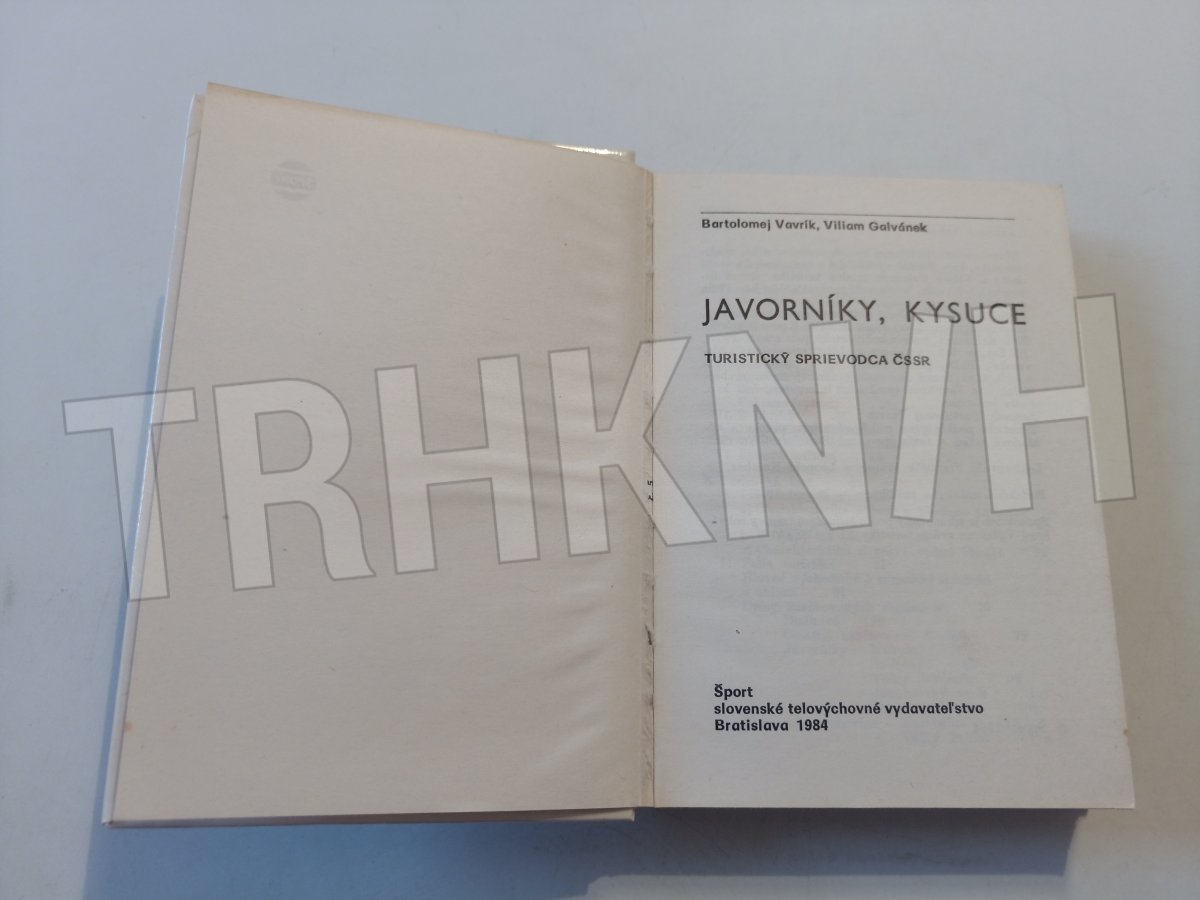 Bartolomej Vavrík, Viliam Galvánek
JAVORNÍKY, KYSUCE
TURISTICKÝ SPRIEVODCA ČSSR
TRHKNIH
Šport
slovenské telovýchovné vydavateľstvo
Bratislava 1984